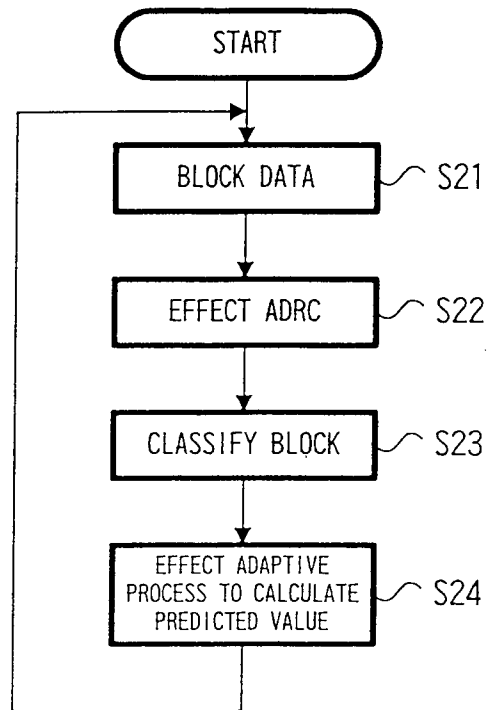 START
BLOCK DATA
S21
EFFECT ADRC
S22
CLASSIFY BLOCK
S23
EFFECT ADAPTIVE
PROCESS TO CALCULATE
PREDICTED VALUE
S24